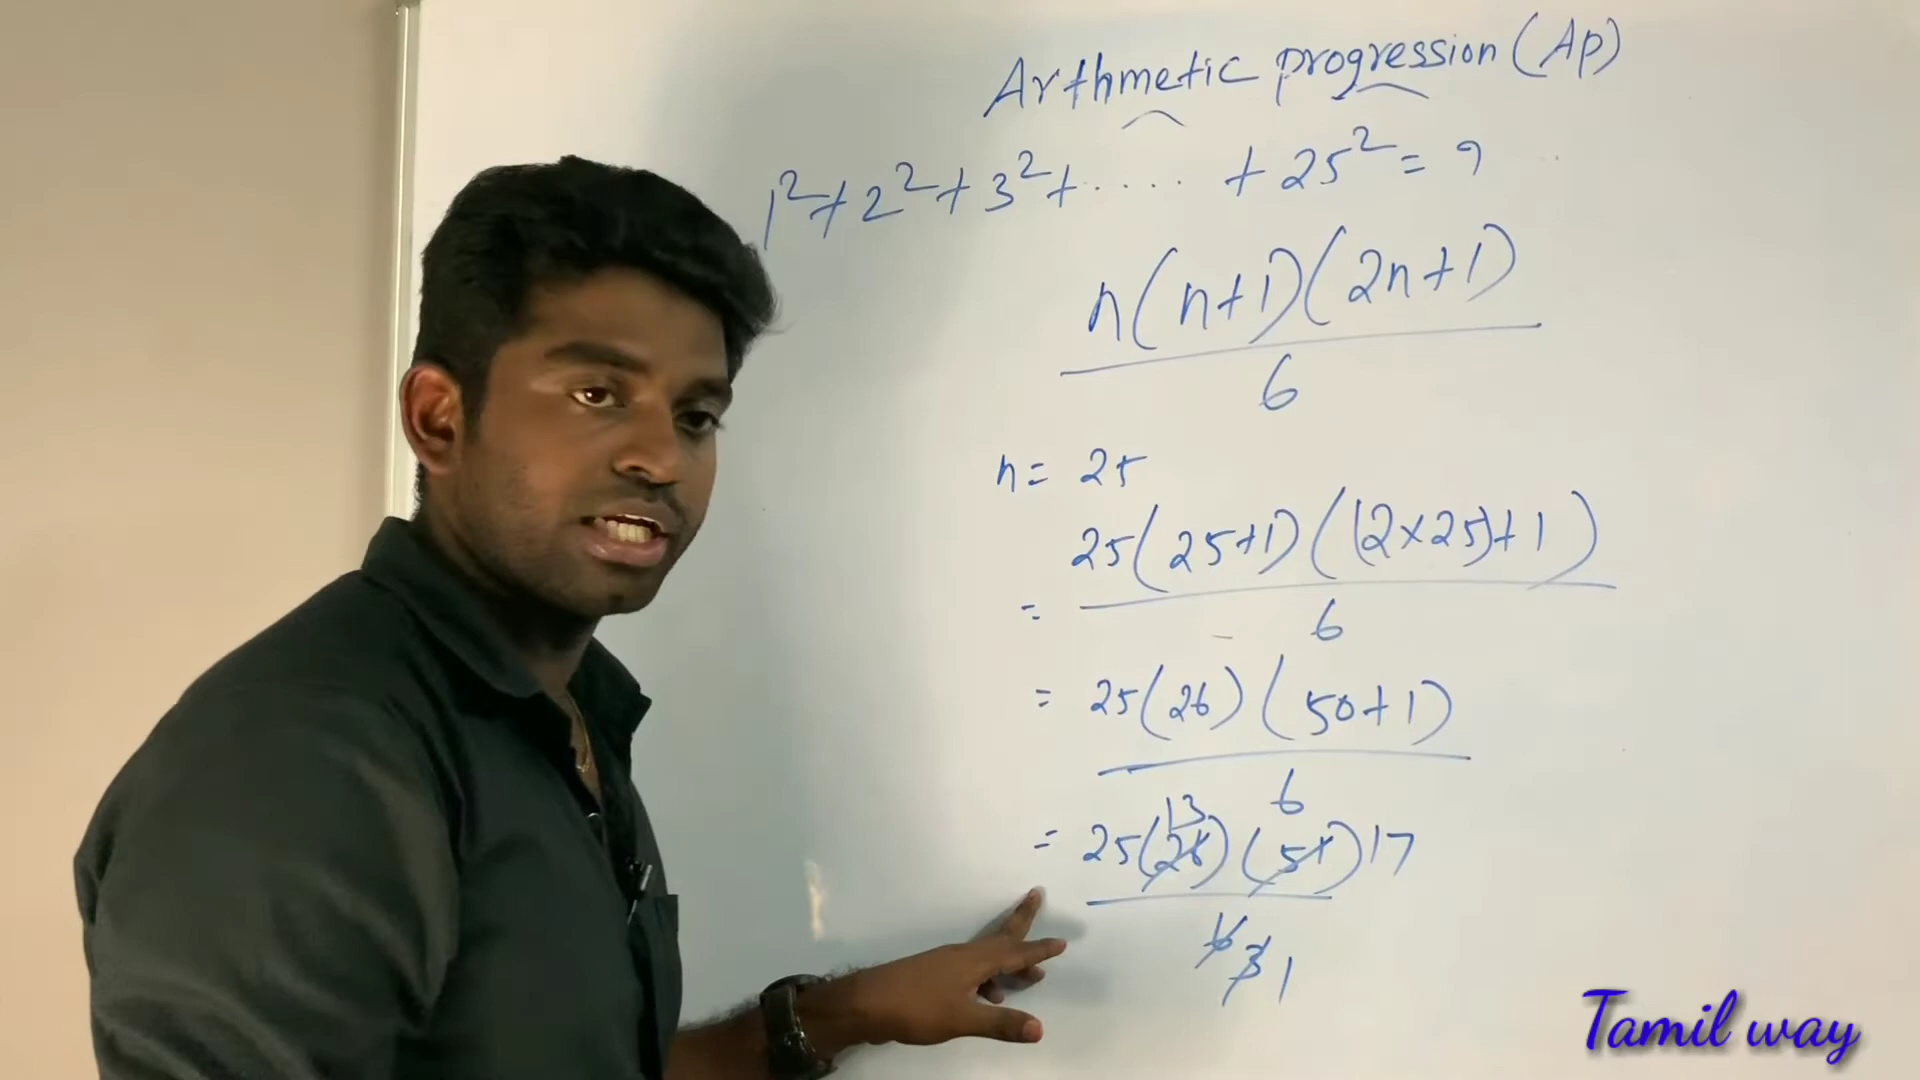 Arthmetic progression (Ap)
1²+2²+3²+ ..... + 25² = ?
n(n+1)(2n+1)
6
n = 25
25(25+1)((2×25)+1)
=
6
= 25(26)(50+1)
6
13
= 25(26)(51)17
6 3 1
Tamil way